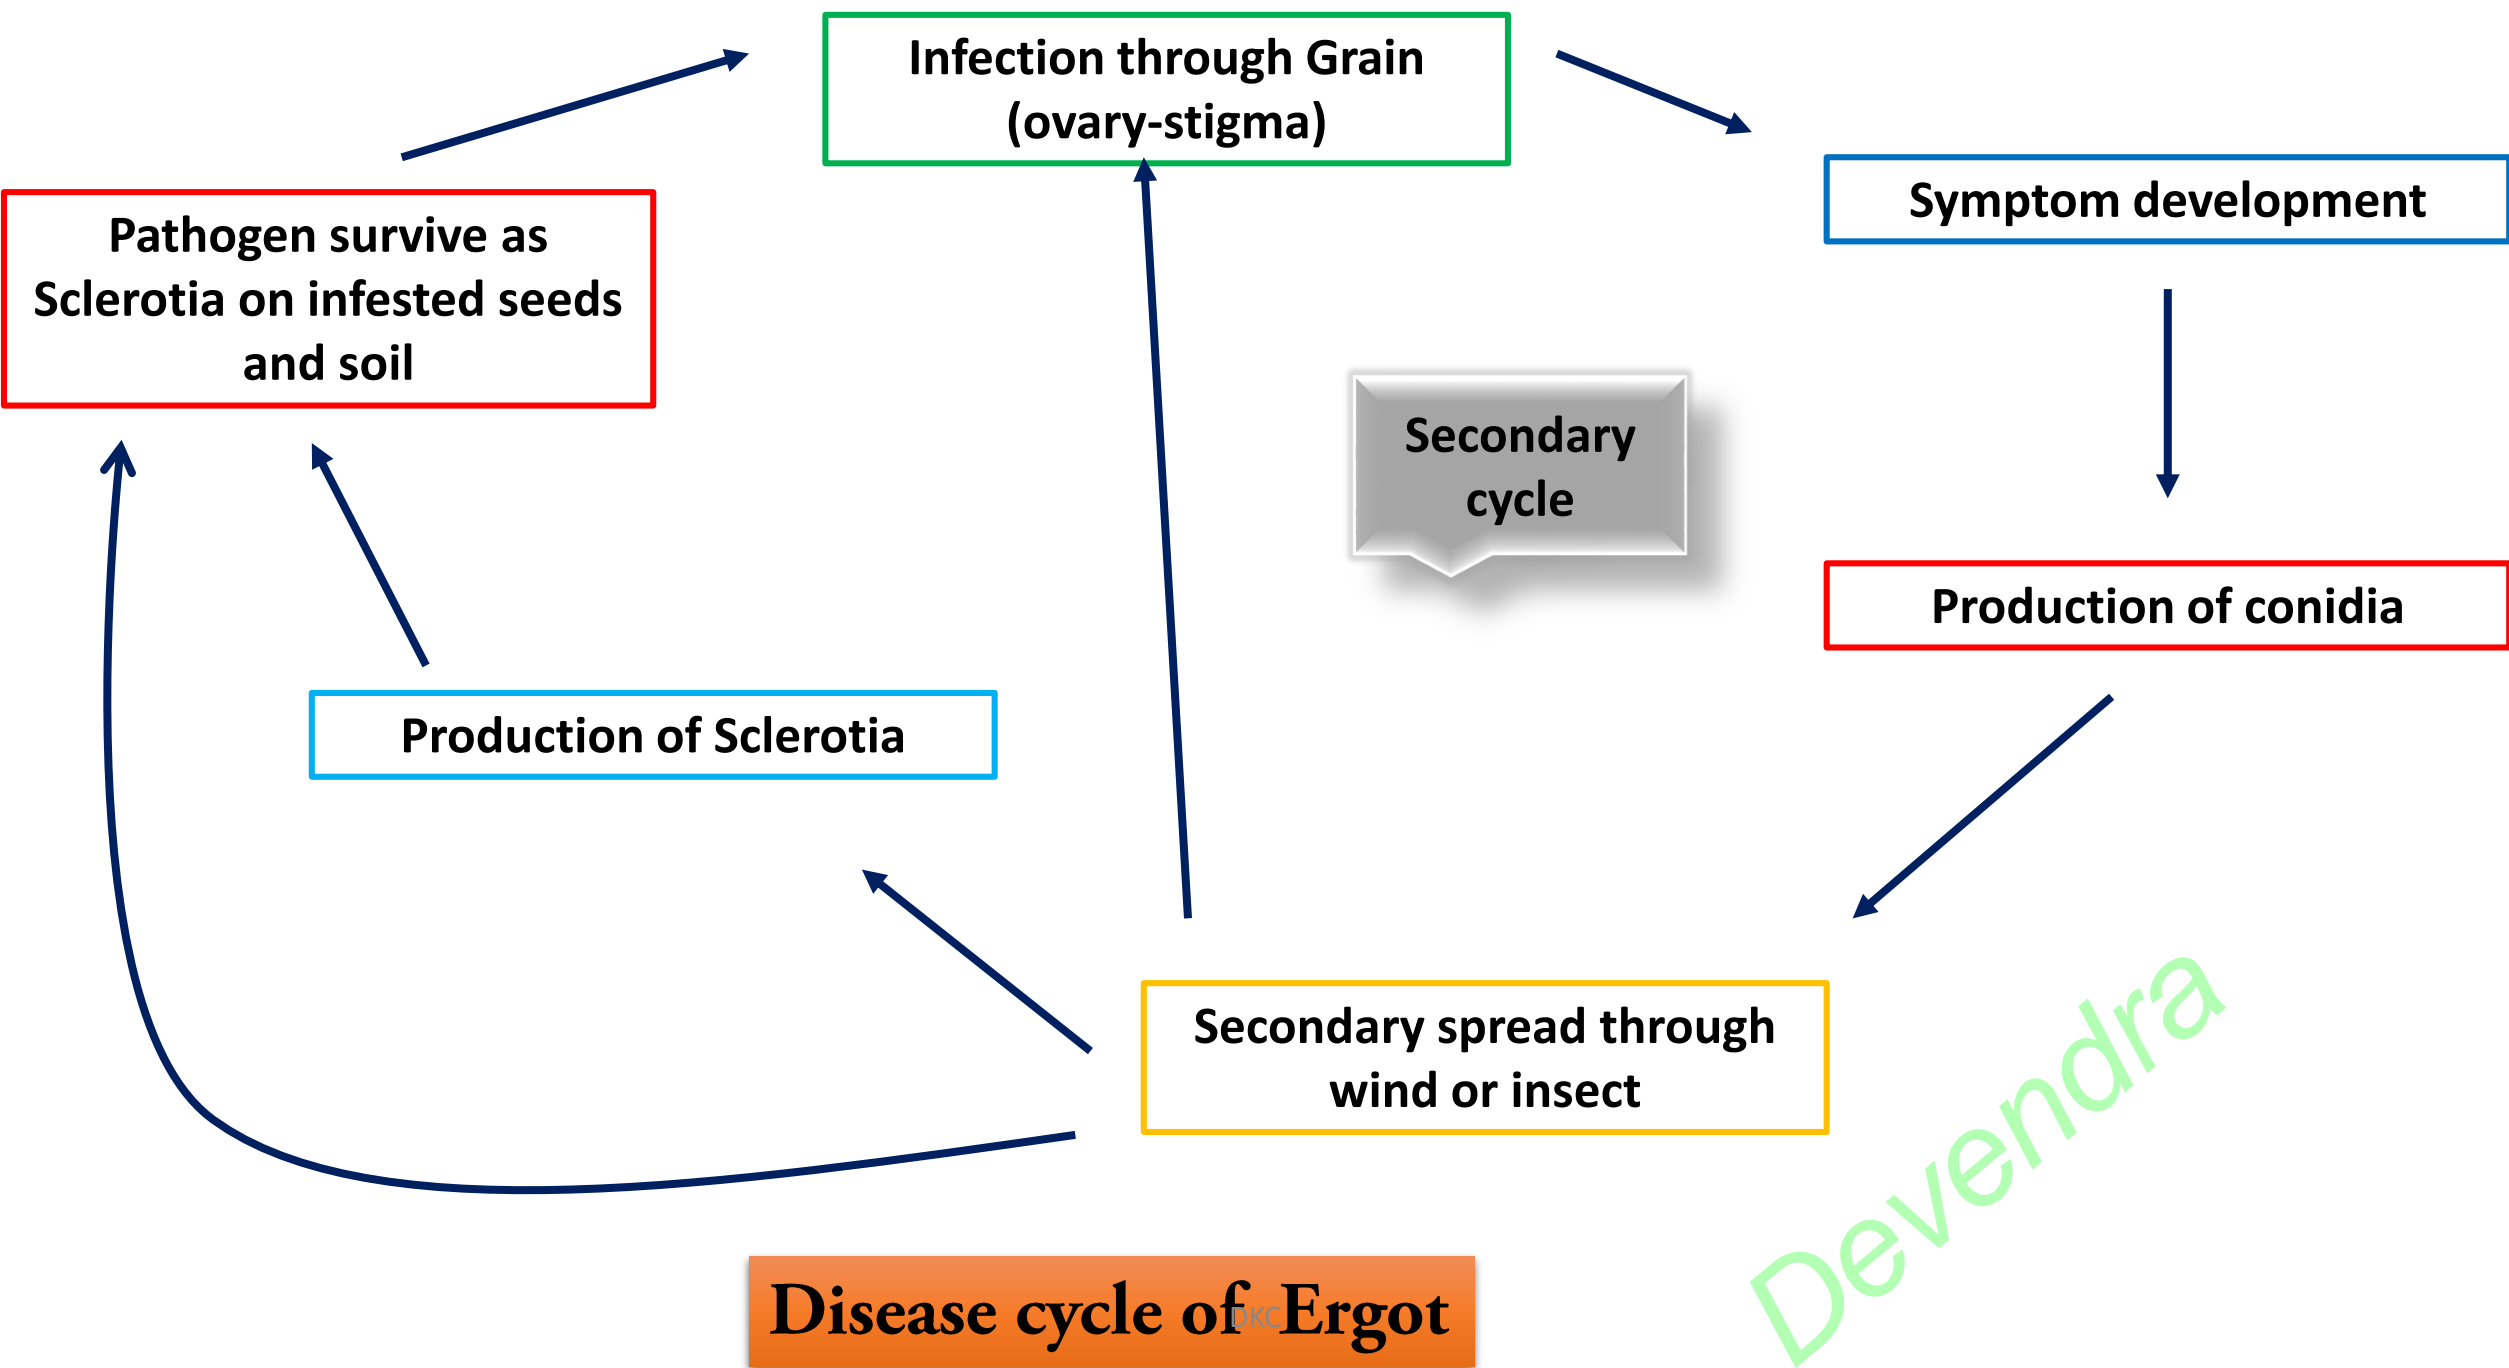 Infection through Grain
(ovary-stigma)
Symptom development
Pathogen survive as
Sclerotia on infested seeds
and soil
Secondary
cycle
Production of conidia
Production of Sclerotia
Secondary spread through
wind or insect
Devendra
Disease cycle of Ergot
DKC